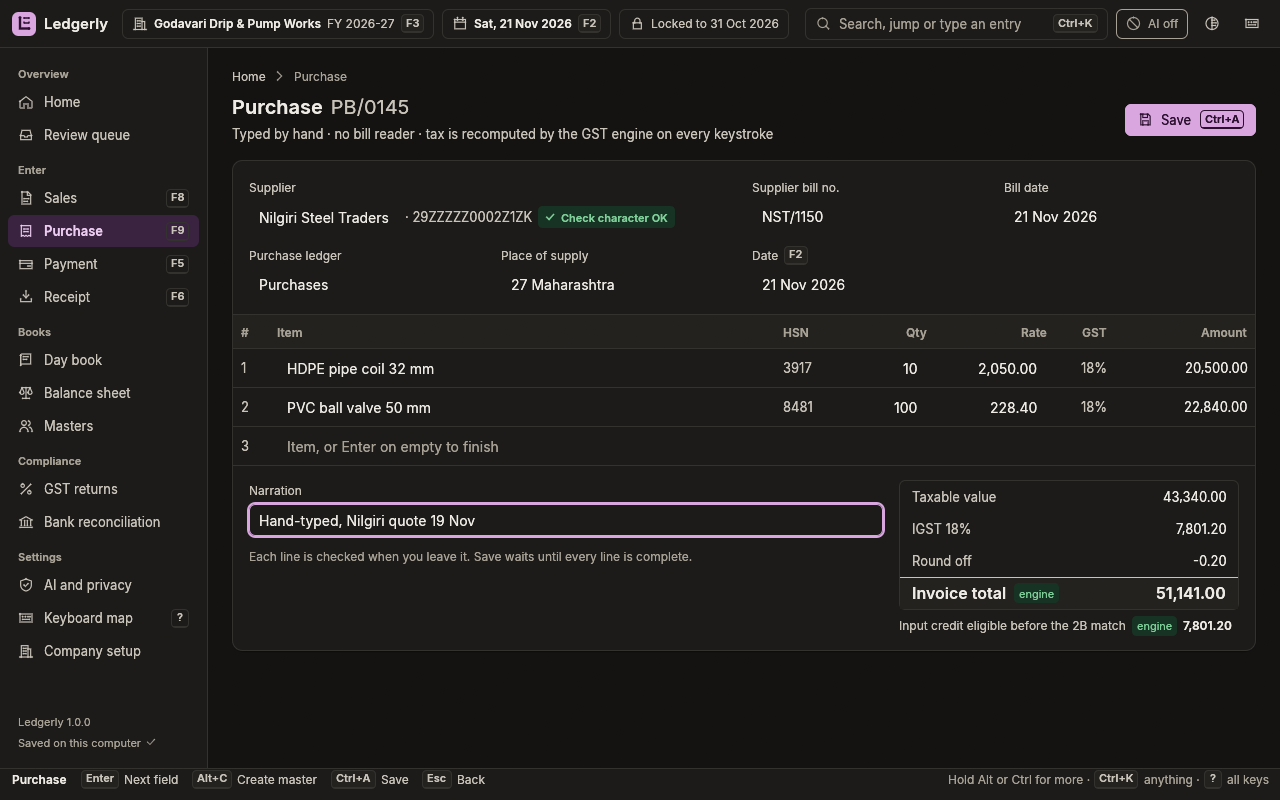 Ledgerly
Godavari Drip & Pump Works FY 2026-27 F3
Sat, 21 Nov 2026 F2
Locked to 31 Oct 2026
Search, jump or type an entry Ctrl+K
AI off
Overview
Home
Review queue
Enter
Sales F8
Purchase F9
Payment F5
Receipt F6
Books
Day book
Balance sheet
Masters
Compliance
GST returns
Bank reconciliation
Settings
AI and privacy
Keyboard map ?
Company setup
Ledgerly 1.0.0
Saved on this computer
Home Purchase
Purchase PB/0145
Typed by hand · no bill reader · tax is recomputed by the GST engine on every keystroke
Save Ctrl+A
Supplier Supplier bill no. Bill date
Nilgiri Steel Traders · 29ZZZZZ0002Z1ZK Check character OK NST/1150 21 Nov 2026
Purchase ledger Place of supply Date F2
Purchases 27 Maharashtra 21 Nov 2026
# Item HSN Qty Rate GST Amount
1 HDPE pipe coil 32 mm 3917 10 2,050.00 18% 20,500.00
2 PVC ball valve 50 mm 8481 100 228.40 18% 22,840.00
3 Item, or Enter on empty to finish
Narration
Hand-typed, Nilgiri quote 19 Nov
Each line is checked when you leave it. Save waits until every line is complete.
Taxable value 43,340.00
IGST 18% 7,801.20
Round off -0.20
Invoice total engine 51,141.00
Input credit eligible before the 2B match engine 7,801.20
Purchase Enter Next field Alt+C Create master Ctrl+A Save Esc Back
Hold Alt or Ctrl for more · Ctrl+K anything · ? all keys